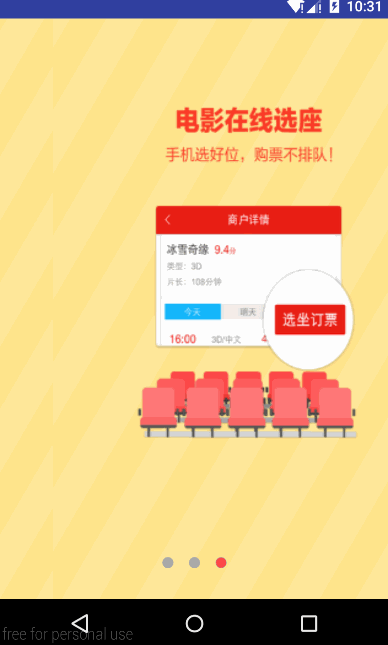 10:31
电影在线选座
手机选好位，购票不排队！
商户详情
冰雪奇缘 9.4分
类型：3D
片长：108分钟
今天 明天
选坐订票
16:00 3D/中文 4
free for personal use